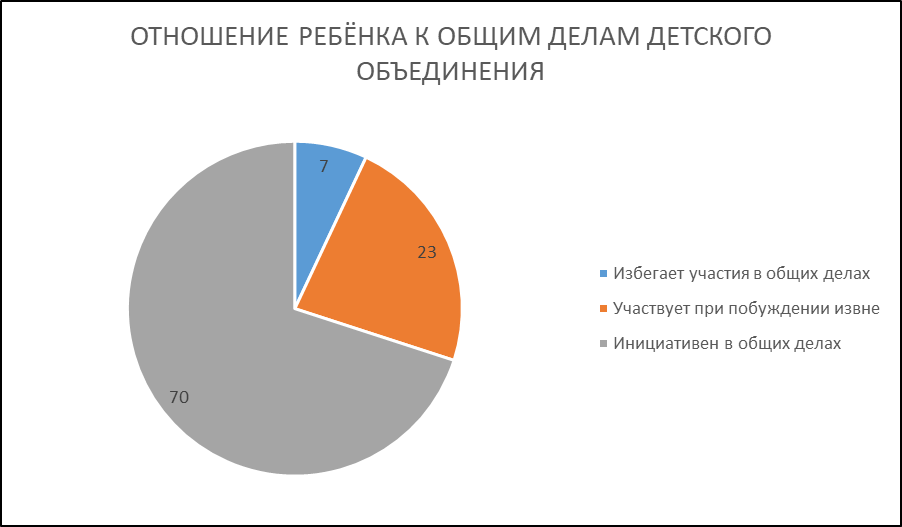 ОТНОШЕНИЕ РЕБЁНКА К ОБЩИМ ДЕЛАМ ДЕТСКОГО
ОБЪЕДИНЕНИЯ
7
23
70
Избегает участия в общих делах
Участвует при побуждении извне
Инициативен в общих делах